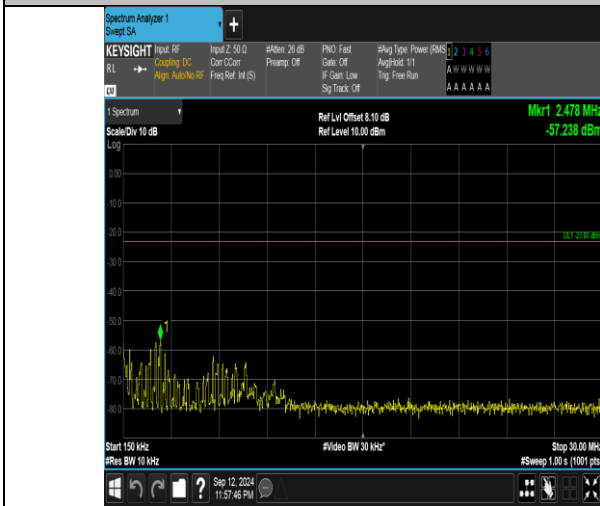 Spectrum Analyzer 1
Swept SA
+
KEYSIGHT Input: RF Input Z: 50 Ω #Atten: 26 dB PNO: Fast #Avg Type: Power (RMS 1 2 3 4 5 6
RL Coupling: DC Corr CCorr Preamp: Off Gate: Off Avg|Hold: 1/1 A W W W W W
Align: Auto/No RF Freq Ref: Int (S) IF Gain: Low Trig: Free Run
Sig Track: Off A A A A A A
1 Spectrum
Scale/Div 10 dB
Ref Lvl Offset 8.10 dB
Ref Level 10.00 dBm
Mkr1 2.478 MHz
-57.238 dBm
Log
0.00
-10.0
-20.0
DL1 -23.00 dBm
-30.0
-40.0
-50.0
1
-60.0
-70.0
-80.0
Start 150 kHz #Video BW 30 kHz* Stop 30.00 MHz
#Res BW 10 kHz #Sweep 1.00 s (1001 pts
?
Sep 12, 2024
11:57:46 PM